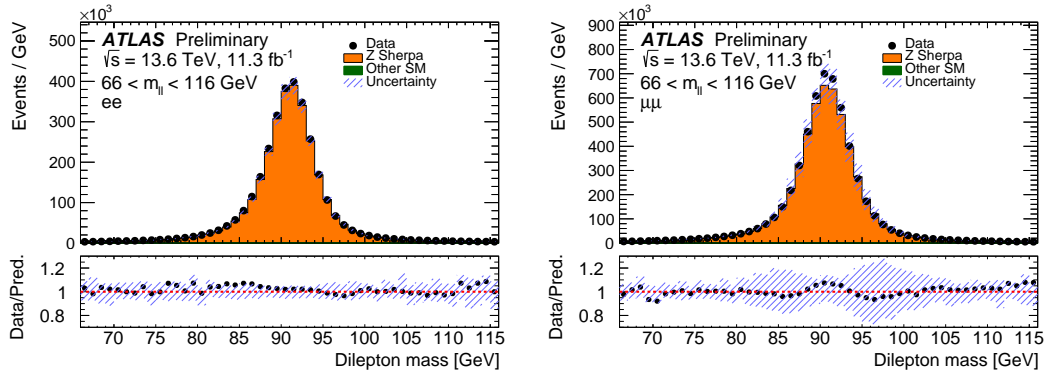 ×10³
Events / GeV
500
400
300
200
100
0
ATLAS Preliminary
√s = 13.6 TeV, 11.3 fb⁻¹
66 < m_ll < 116 GeV
ee
Data
Z Sherpa
Other SM
Uncertainty
Data/Pred.
1.2
1
0.8
70 75 80 85 90 95 100 105 110 115
Dilepton mass [GeV]
×10³
Events / GeV
900
800
700
600
500
400
300
200
100
0
ATLAS Preliminary
√s = 13.6 TeV, 11.3 fb⁻¹
66 < m_ll < 116 GeV
μμ
Data
Z Sherpa
Other SM
Uncertainty
Data/Pred.
1.2
1
0.8
70 75 80 85 90 95 100 105 110 115
Dilepton mass [GeV]